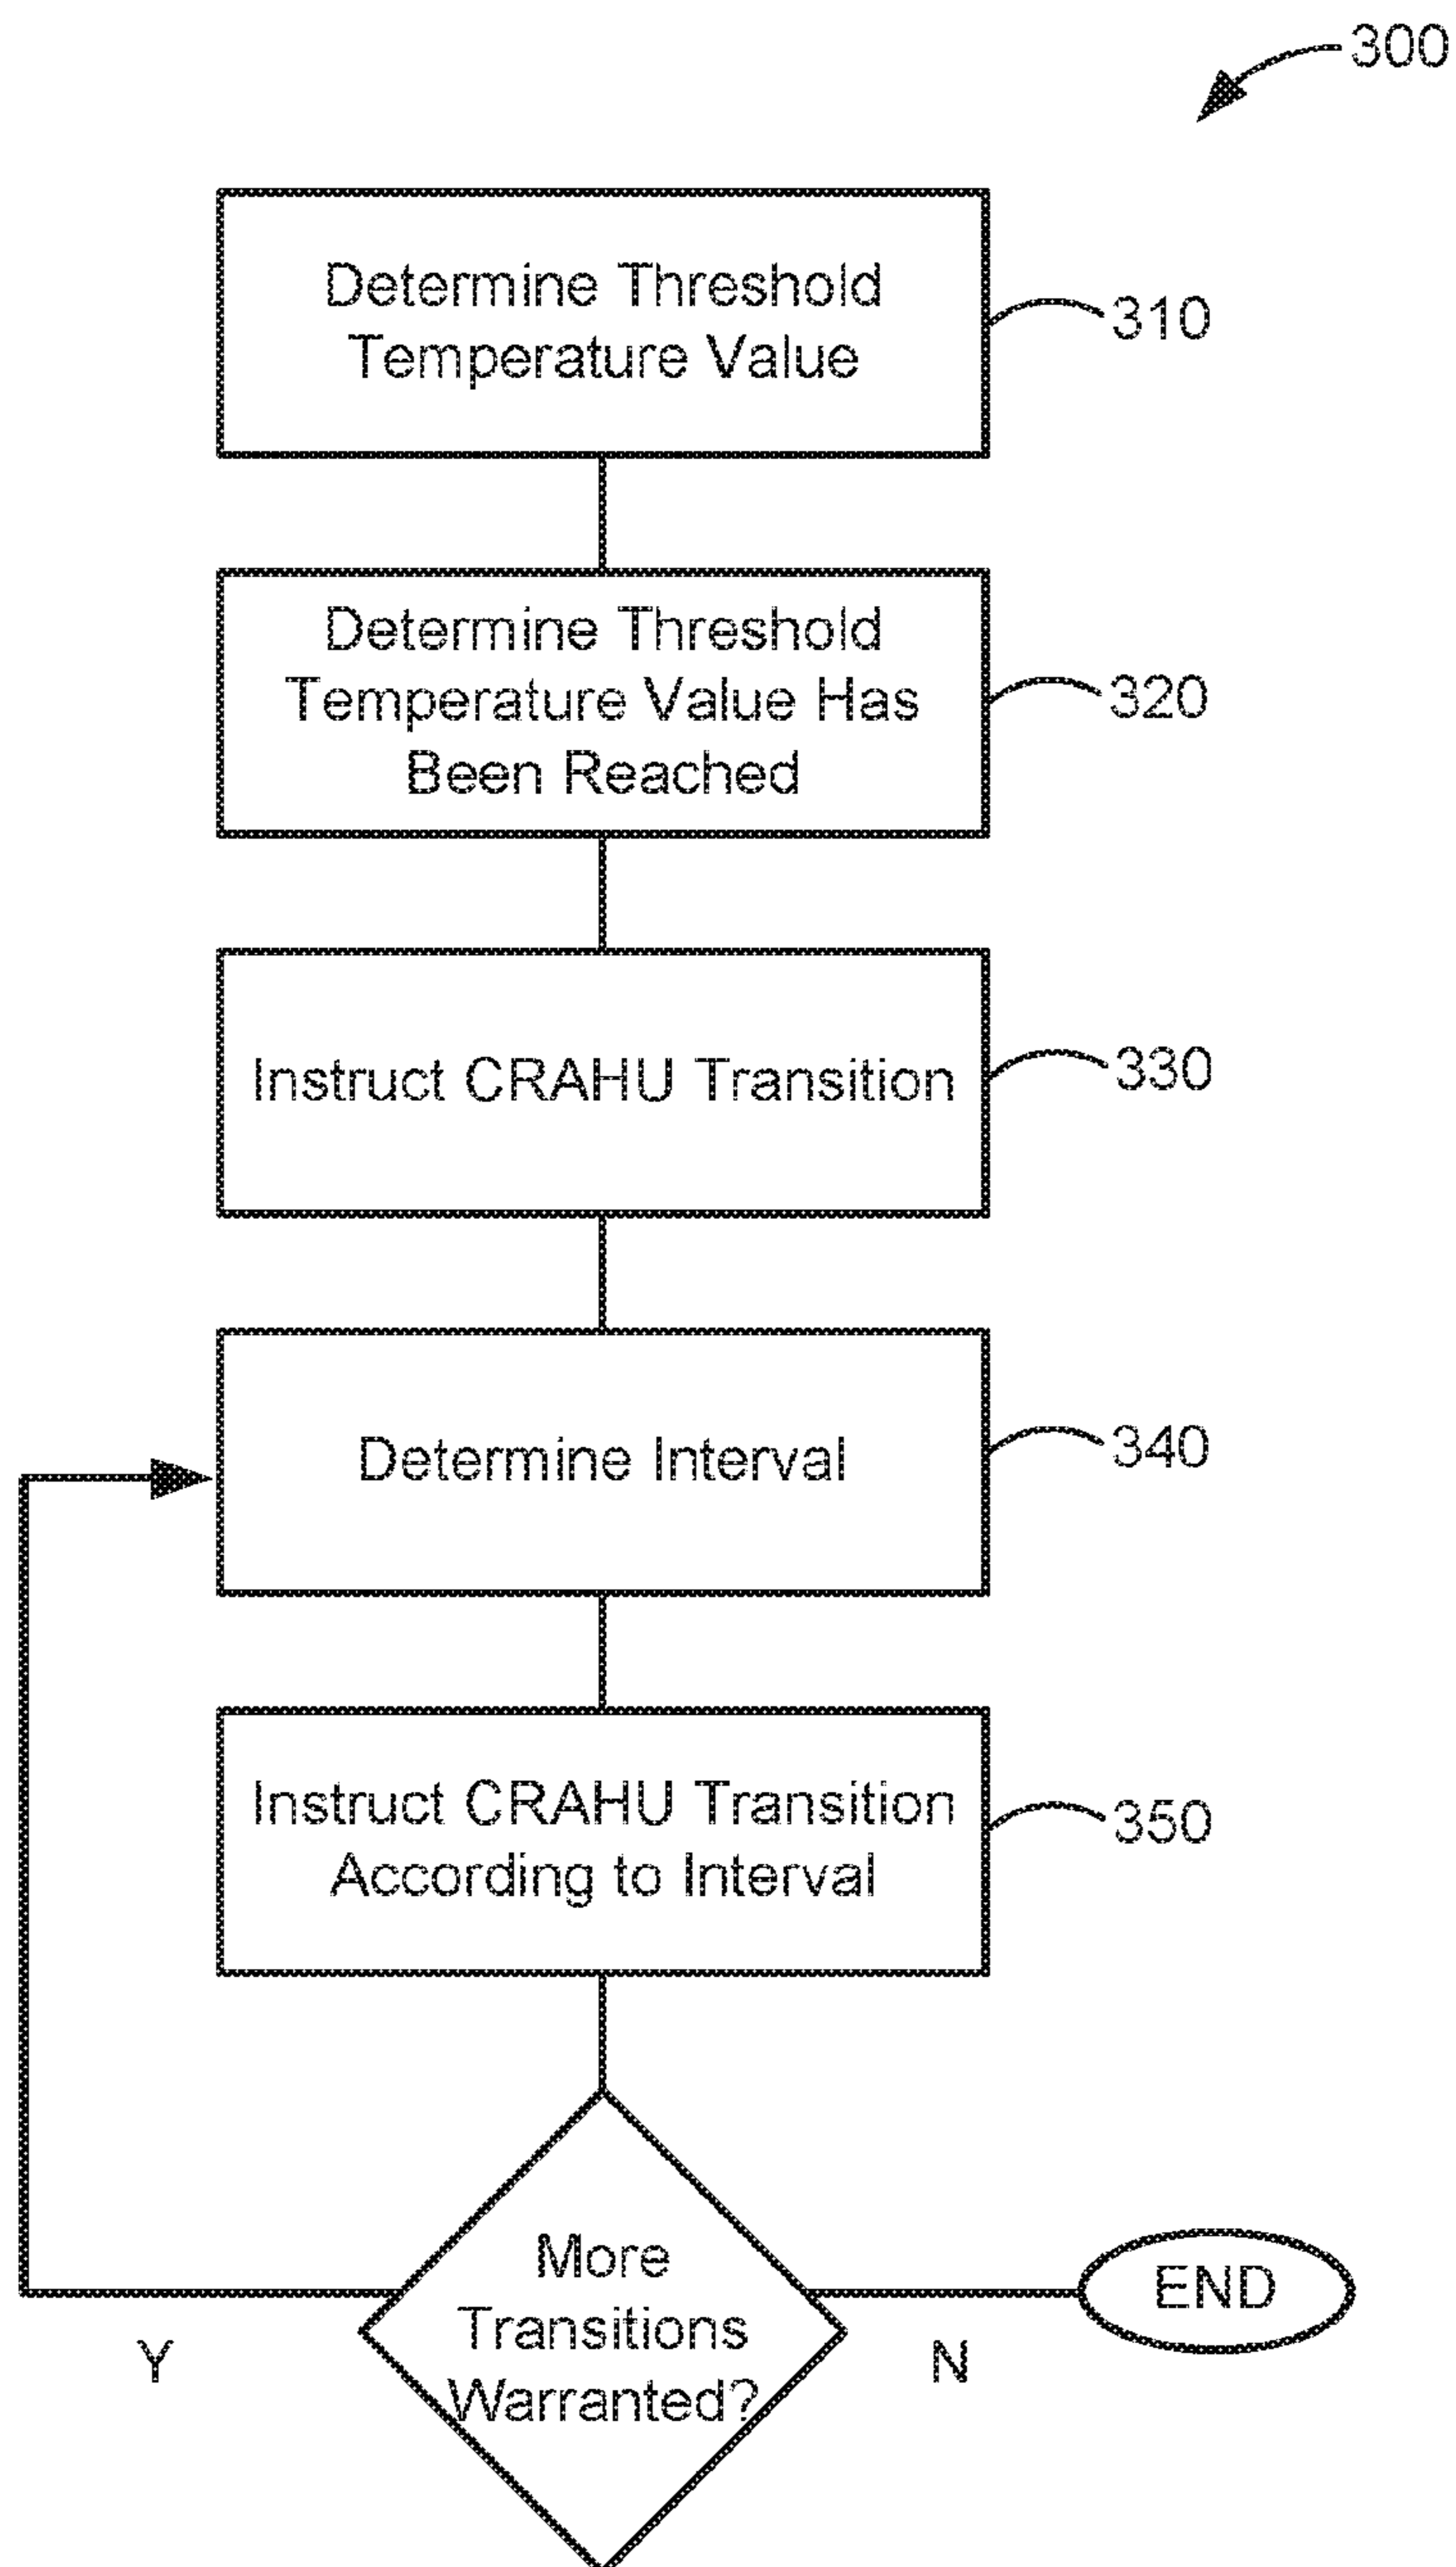 300
Determine Threshold
Temperature Value
310
Determine Threshold
Temperature Value Has
Been Reached
320
Instruct CRAHU Transition
330
Determine Interval
340
Instruct CRAHU Transition
According to Interval
350
More
Transitions
Warranted?
Y
N
END